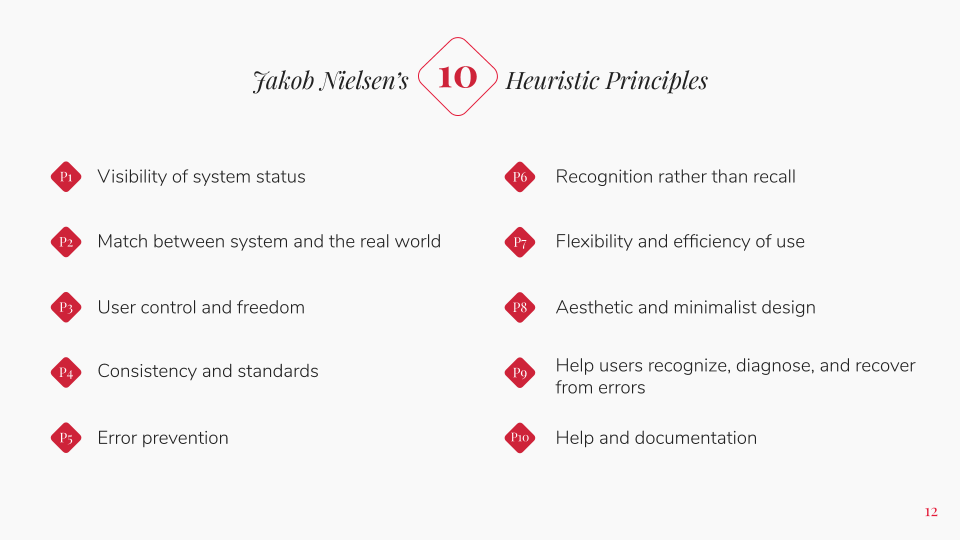 Jakob Nielsen’s 10 Heuristic Principles
P1 Visibility of system status
P2 Match between system and the real world
P3 User control and freedom
P4 Consistency and standards
P5 Error prevention
P6 Recognition rather than recall
P7 Flexibility and efficiency of use
P8 Aesthetic and minimalist design
P9 Help users recognize, diagnose, and recover
from errors
P10 Help and documentation
12